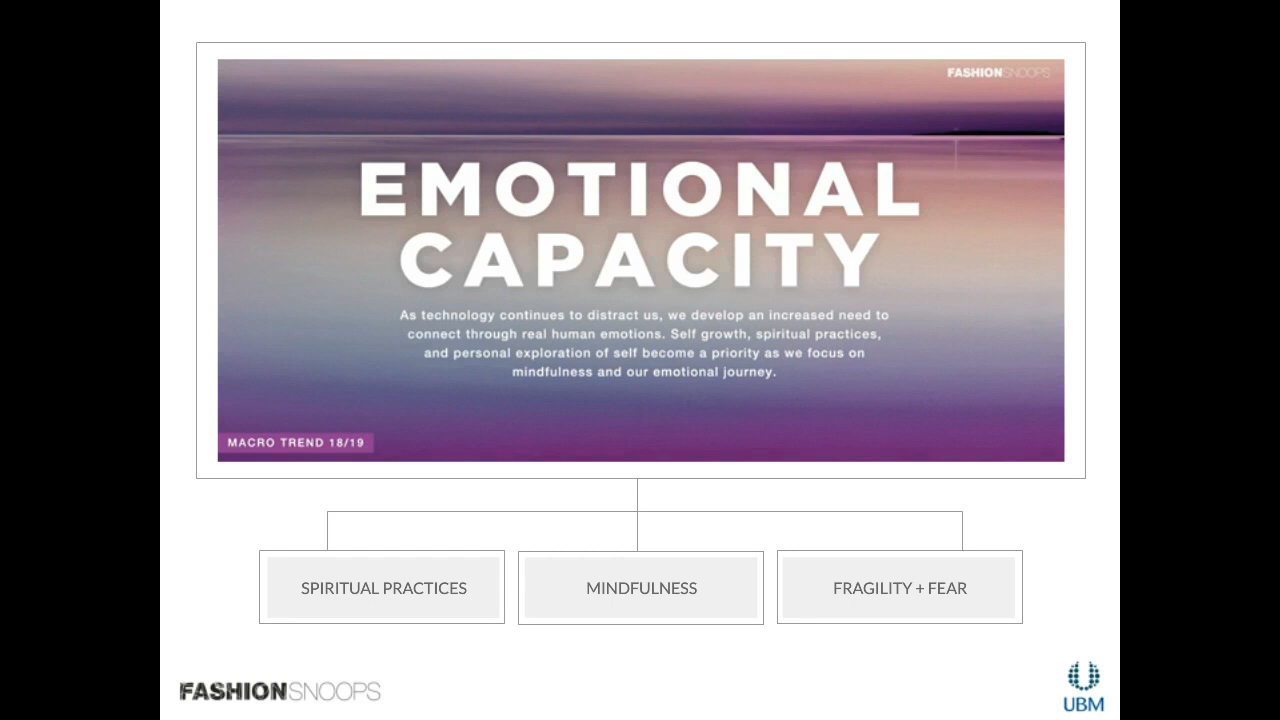 FASHIONSNOOPS
EMOTIONAL
CAPACITY
As technology continues to distract us, we develop an increased need to
connect through real human emotions. Self growth, spiritual practices,
and personal exploration of self become a priority as we focus on
mindfulness and our emotional journey.
MACRO TREND 18/19
SPIRITUAL PRACTICES
MINDFULNESS
FRAGILITY + FEAR
FASHIONSNOOPS
UBM